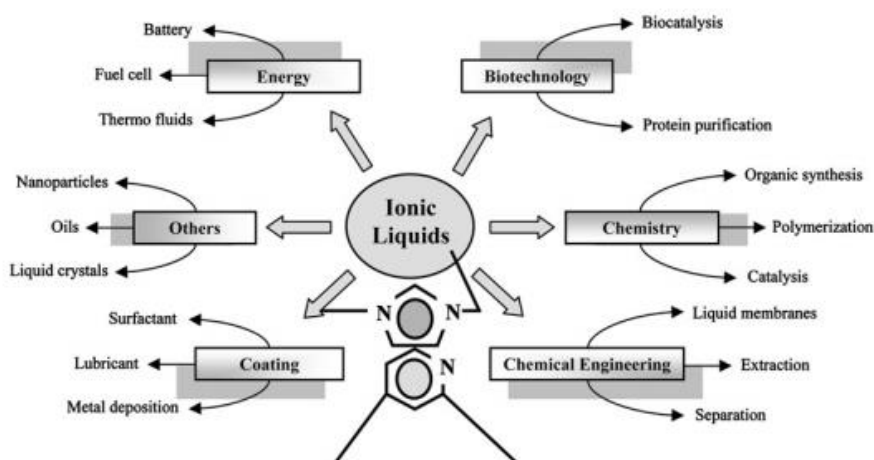 Battery
Fuel cell
Thermo fluids
Energy
Biocatalysis
Biotechnology
Protein purification
Nanoparticles
Oils
Liquid crystals
Others
Ionic
Liquids
Organic synthesis
Chemistry
Polymerization
Catalysis
Surfactant
Lubricant
Metal deposition
Coating
N
N
N
Liquid membranes
Chemical Engineering
Extraction
Separation